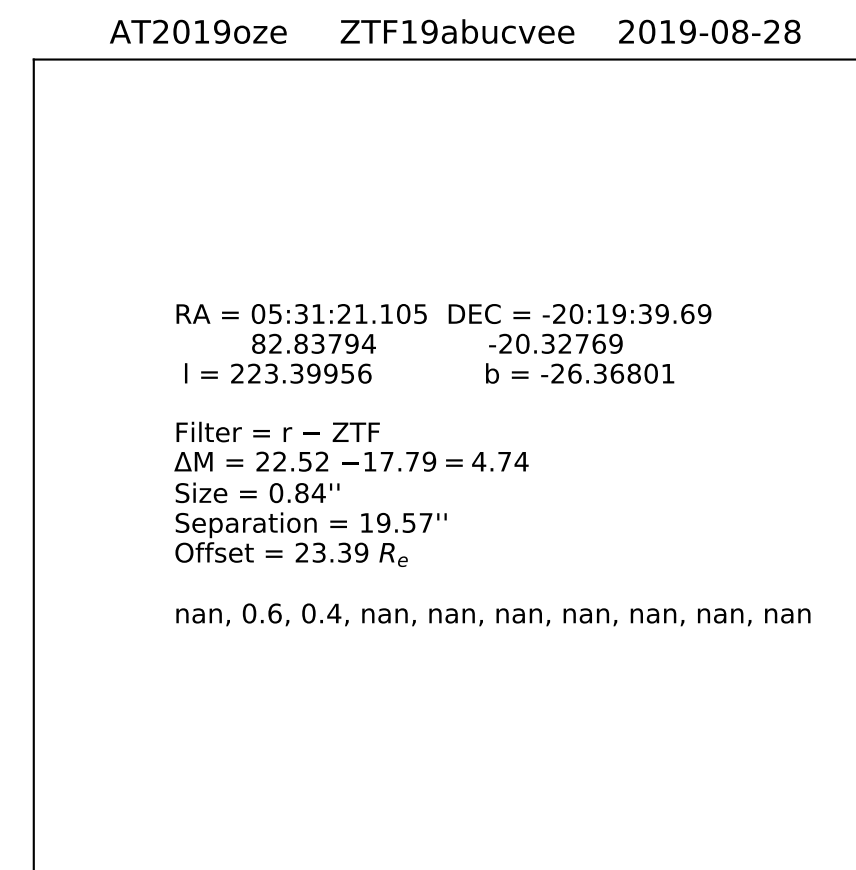 AT2019oze ZTF19abucvee 2019-08-28
RA = 05:31:21.105 DEC = -20:19:39.69
82.83794 -20.32769
l = 223.39956 b = -26.36801
Filter = r − ZTF
ΔM = 22.52 −17.79 = 4.74
Size = 0.84''
Separation = 19.57''
Offset = 23.39 Re
nan, 0.6, 0.4, nan, nan, nan, nan, nan, nan, nan